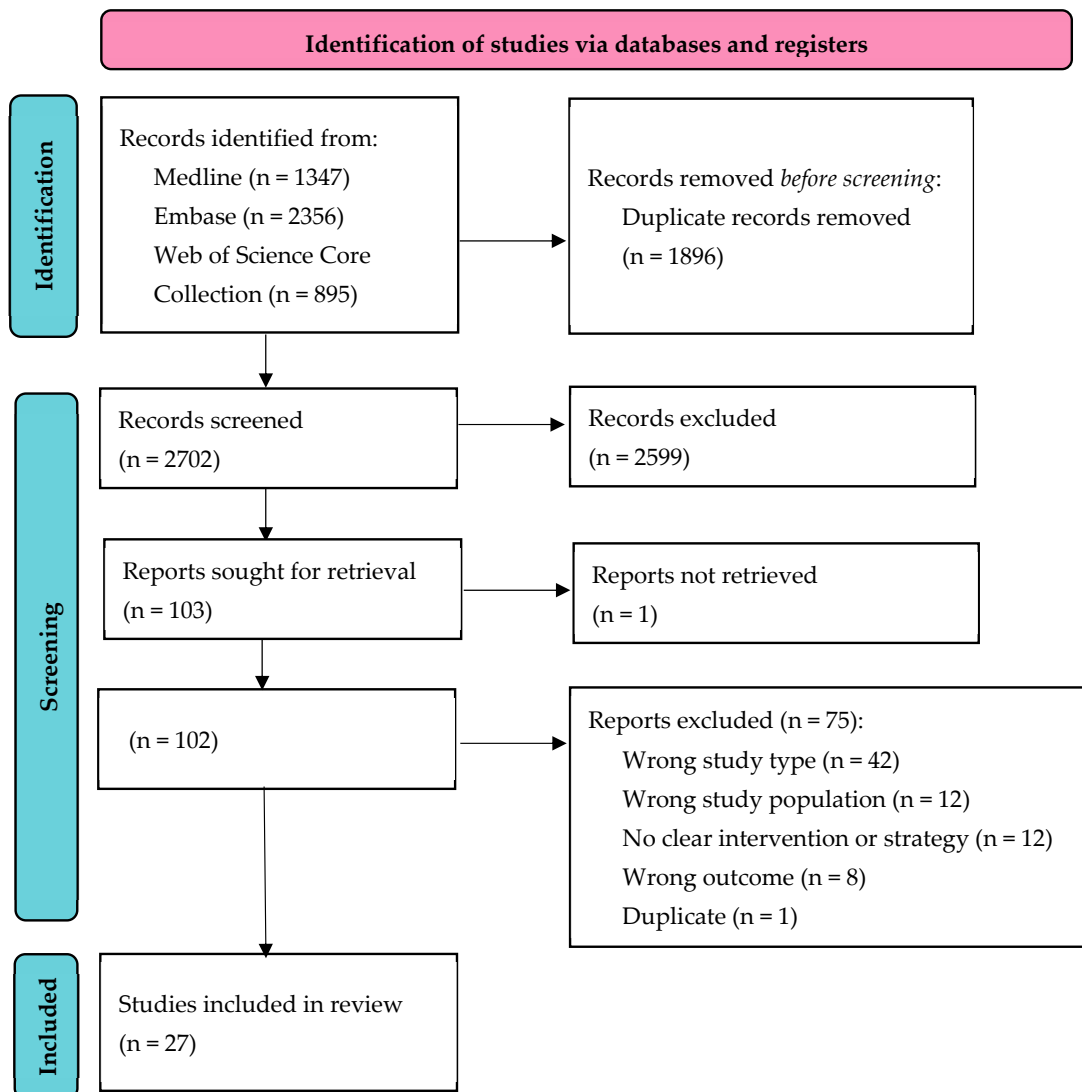 Identification of studies via databases and registers
Identification
Records identified from:
Medline (n = 1347)
Embase (n = 2356)
Web of Science Core
Collection (n = 895)
Records removed before screening:
Duplicate records removed
(n = 1896)
Screening
Records screened
(n = 2702)
Records excluded
(n = 2599)
Reports sought for retrieval
(n = 103)
Reports not retrieved
(n = 1)
(n = 102)
Reports excluded (n = 75):
Wrong study type (n = 42)
Wrong study population (n = 12)
No clear intervention or strategy (n = 12)
Wrong outcome (n = 8)
Duplicate (n = 1)
Included
Studies included in review
(n = 27)